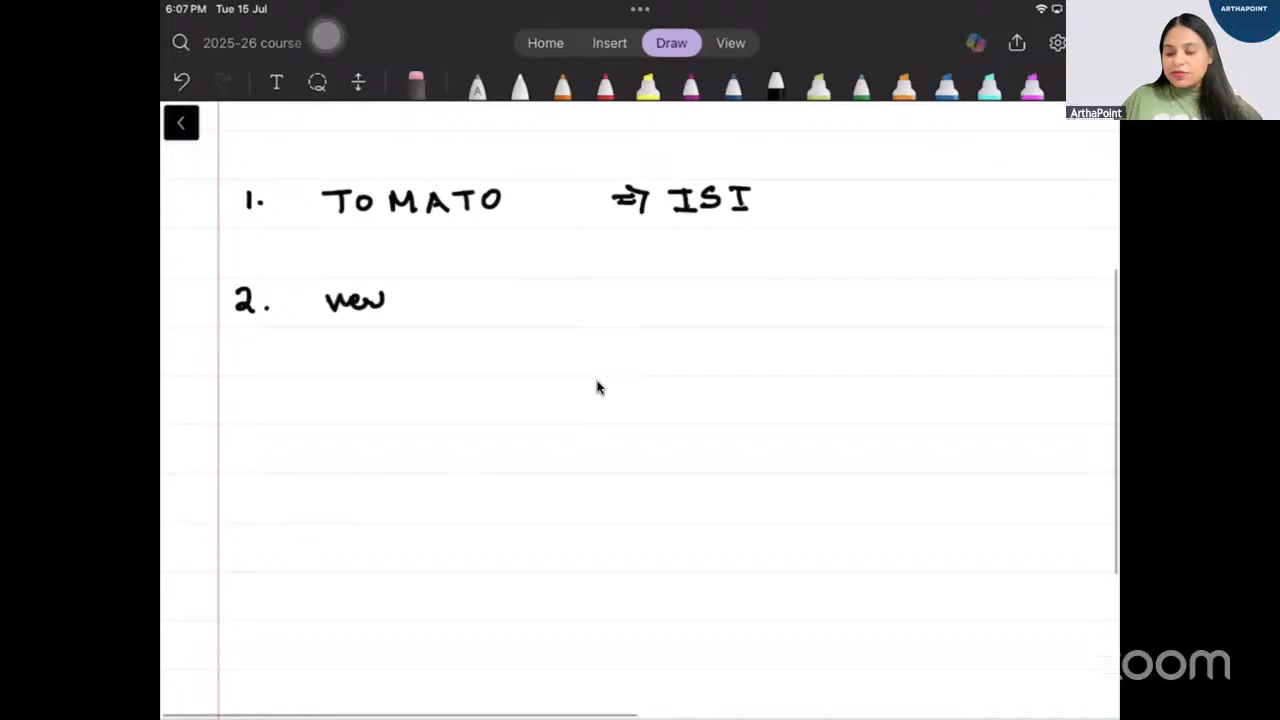 ARTHAPOINT
6:07 PM Tue 15 Jul
2025-26 course
Home Insert Draw View
T
A
ArthaPoint
1. TOMATO ⇒ ISI
2.
zoom